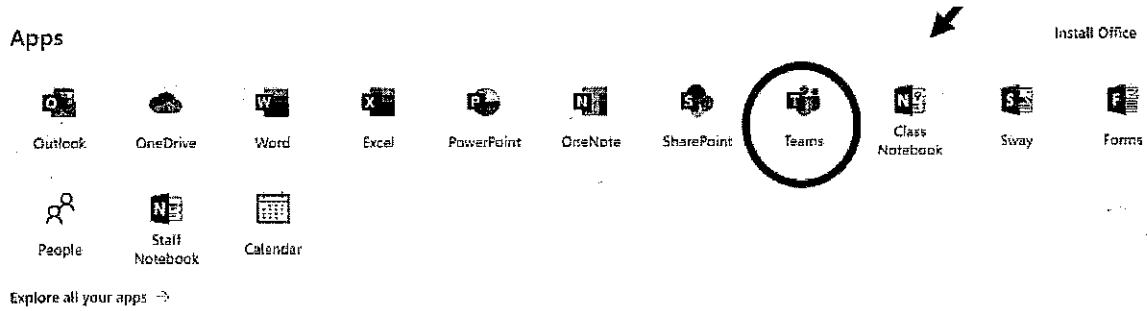 Apps
Install Office
Outlook OneDrive Word Excel PowerPoint OneNote SharePoint Teams Class Notebook Sway Forms
People Staff Notebook Calendar
Explore all your apps →